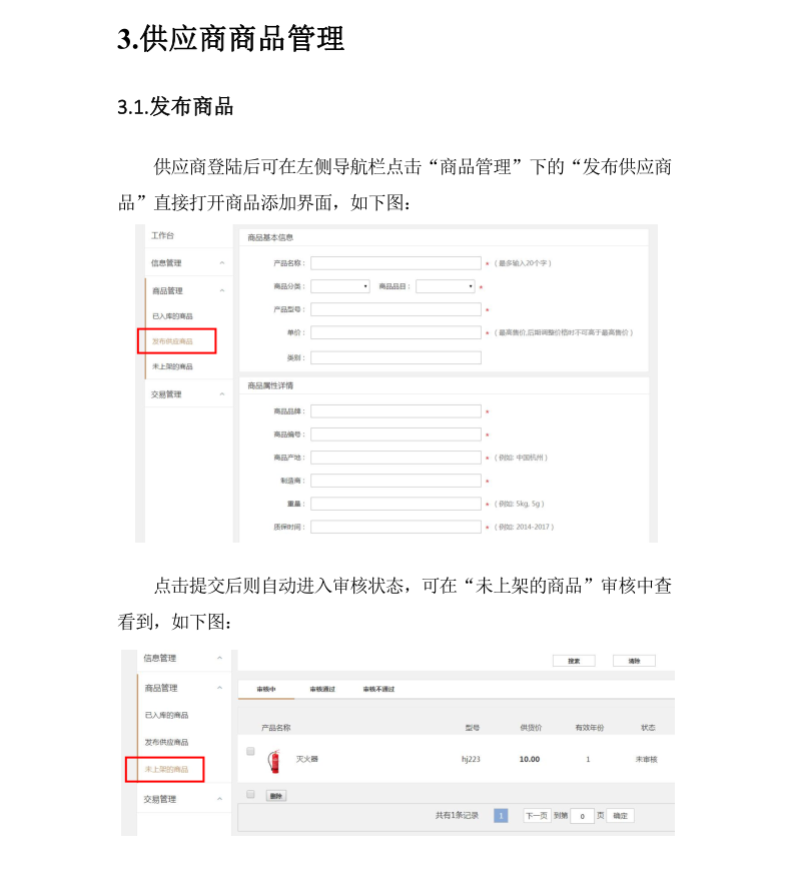 3.供应商商品管理
3.1.发布商品
供应商登陆后可在左侧导航栏点击“商品管理”下的“发布供应商
品”直接打开商品添加界面，如下图：
工作台
信息管理
商品管理
已入库的商品
发布供应商品
未上架的商品
交易管理
商品基本信息
产品名称：
* （最多输入20个字）
商品分类：
商品品目：
*
产品型号：
*
单价：
* （最高售价,后期调整价格时不可高于最高售价）
类别：
商品属性详情
商品品牌：
*
商品编号：
*
商品产地：
* （例如: 中国杭州）
制造商：
*
重量：
* （例如: 5kg, 5g）
质保时间：
* （例如: 2014-2017）
点击提交后则自动进入审核状态，可在“未上架的商品”审核中查
看到，如下图：
信息管理
商品管理
已入库的商品
发布供应商品
未上架的商品
交易管理
搜索 清除
审核中 审核通过 审核不通过
产品名称 型号 供货价 有效年份 状态
灭火器 hj223 10.00 1 未审核
删除
共有1条记录 1 下一页 到第 0 页 确定